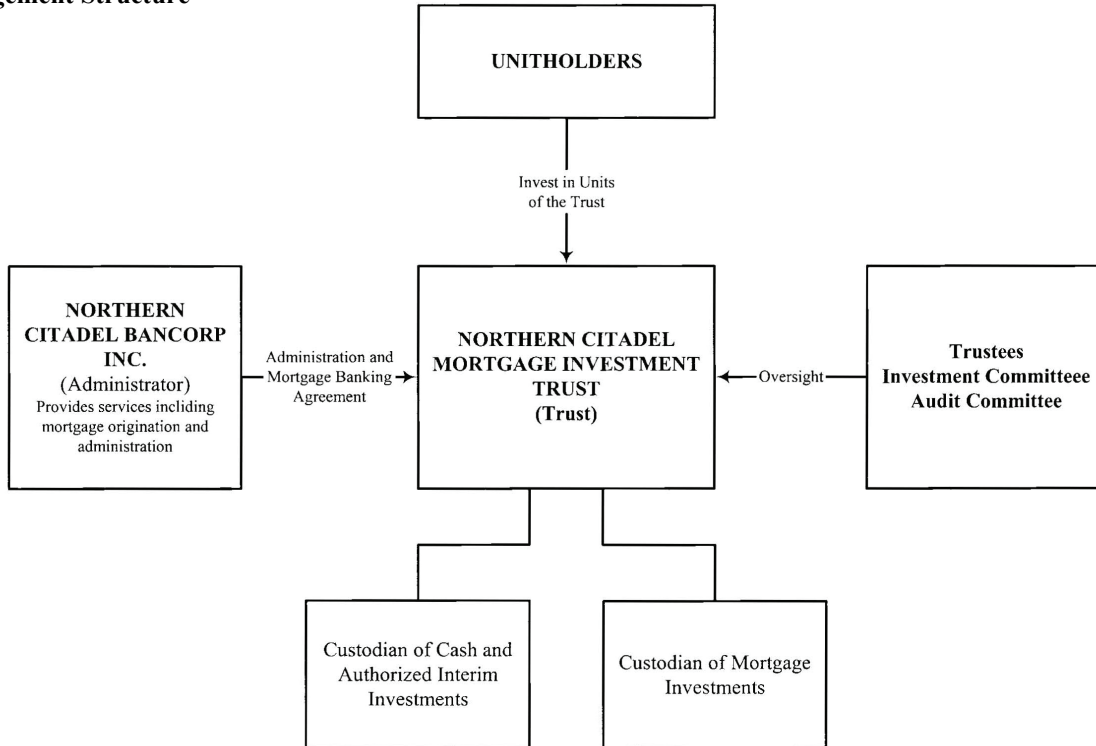 gement Structure
UNITHOLDERS
Invest in Units
of the Trust
NORTHERN
CITADEL BANCORP
INC.
(Administrator)
Provides services including
mortgage origination and
administration
Administration and
Mortgage Banking
Agreement
NORTHERN CITADEL
MORTGAGE INVESTMENT
TRUST
(Trust)
Oversight
Trustees
Investment Committeee
Audit Committee
Custodian of Cash and
Authorized Interim
Investments
Custodian of Mortgage
Investments